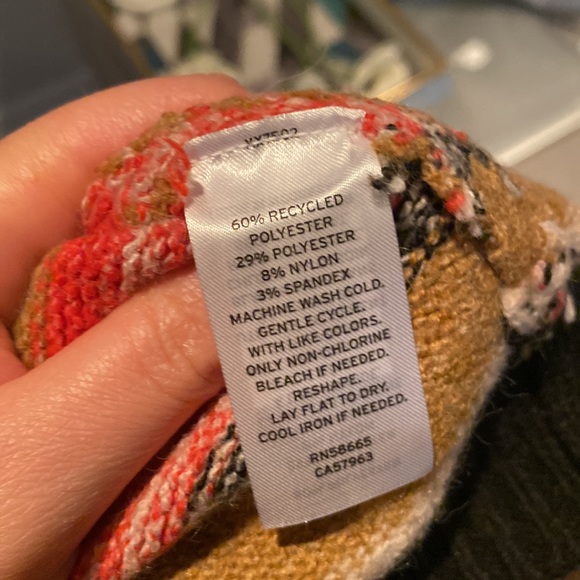 60% RECYCLED
POLYESTER
29% POLYESTER
8% NYLON
3% SPANDEX
MACHINE WASH COLD.
GENTLE CYCLE.
WITH LIKE COLORS.
ONLY NON-CHLORINE
BLEACH IF NEEDED.
RESHAPE.
LAY FLAT TO DRY.
COOL IRON IF NEEDED.
RN58665
CA57963